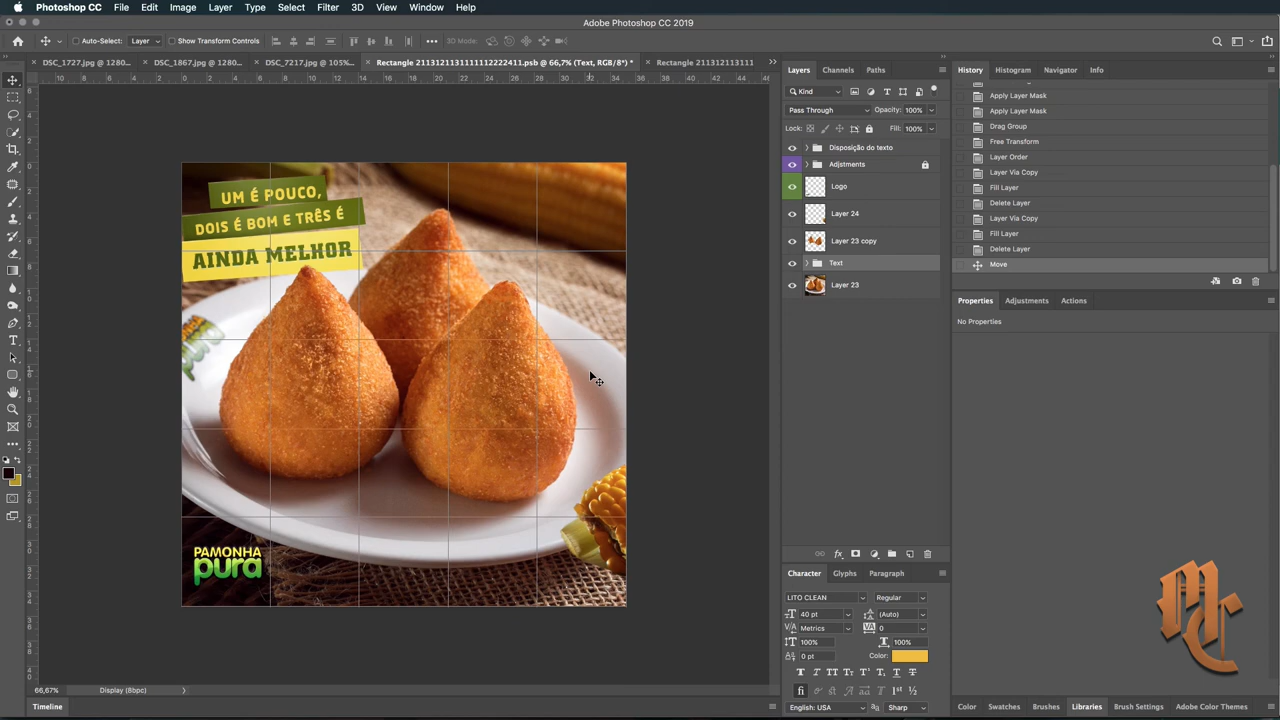 Photoshop CC File Edit Image Layer Type Select Filter 3D View Window Help
Adobe Photoshop CC 2019
Auto-Select: Layer Show Transform Controls 3D Mode:
DSC_1727.jpg @ 1280... DSC_1867.jpg @ 1280... DSC_7217.jpg @ 105%... Rectangle 211312113111112222411.psb @ 66,7% (Text, RGB/8*) * Rectangle 21131211311
Layers Channels Paths
Kind
Pass Through Opacity: 100%
Lock: Fill: 100%
Disposição do texto
Adjstments
Logo
Layer 24
Layer 23 copy
Text
Layer 23
History Histogram Navigator Info
Apply Layer Mask
Apply Layer Mask
Drag Group
Free Transform
Layer Order
Layer Via Copy
Fill Layer
Delete Layer
Layer Via Copy
Fill Layer
Delete Layer
Move
Properties Adjustments Actions
No Properties
UM É POUCO,
DOIS É BOM E TRÊS É
AINDA MELHOR
PAMONHA
pura
Character Glyphs Paragraph
LITO CLEAN Regular
40 pt (Auto)
Metrics 0
100% 100%
0 pt Color:
English: USA Sharp
MC
66,67% Display (8bpc)
Timeline
Color Swatches Brushes Libraries Brush Settings Adobe Color Themes